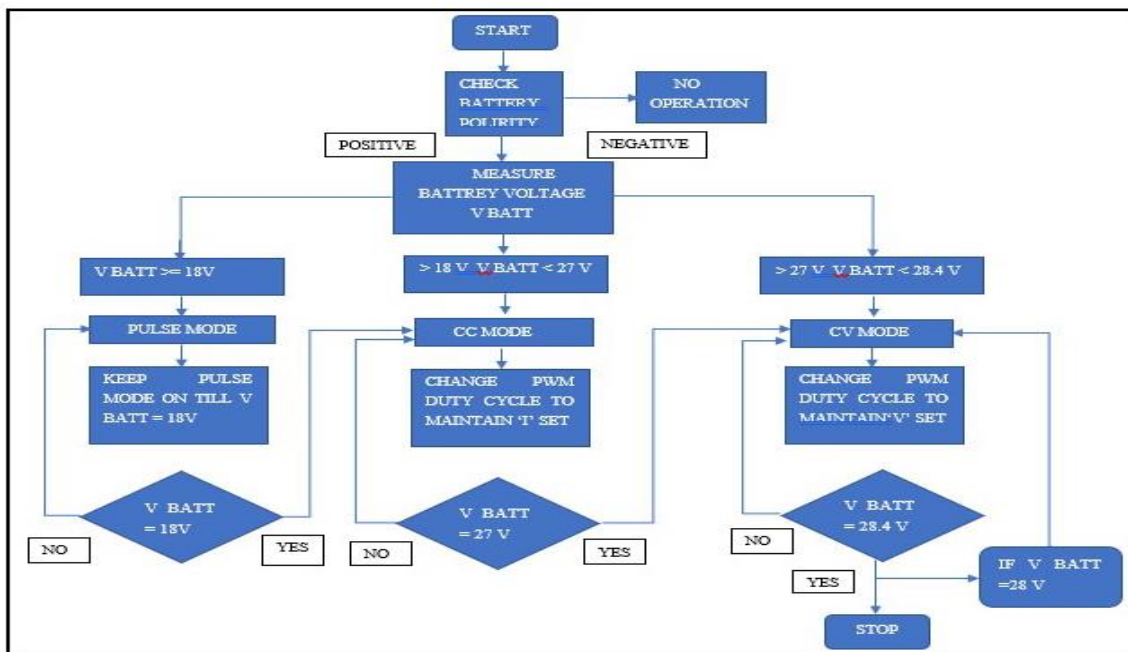 START
CHECK
BATTERY
POLIRITY
NO
OPERATION
POSITIVE
NEGATIVE
MEASURE
BATTREY VOLTAGE
V BATT
V BATT >= 18V
> 18 V V BATT < 27 V
> 27 V V BATT < 28.4 V
PULSE MODE
CC MODE
CV MODE
KEEP PULSE
MODE ON TILL V
BATT = 18V
CHANGE PWM
DUTY CYCLE TO
MAINTAIN 'I' SET
CHANGE PWM
DUTY CYCLE TO
MAINTAIN'V' SET
V BATT
= 18V
V BATT
= 27 V
V BATT
= 28.4 V
NO
YES
NO
YES
NO
YES
IF V BATT
=28 V
STOP